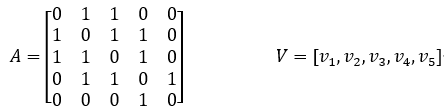 A = [0 1 1 0 0
1 0 1 1 0
1 1 0 1 0
0 1 1 0 1
0 0 0 1 0]
V = [v₁, v₂, v₃, v₄, v₅]